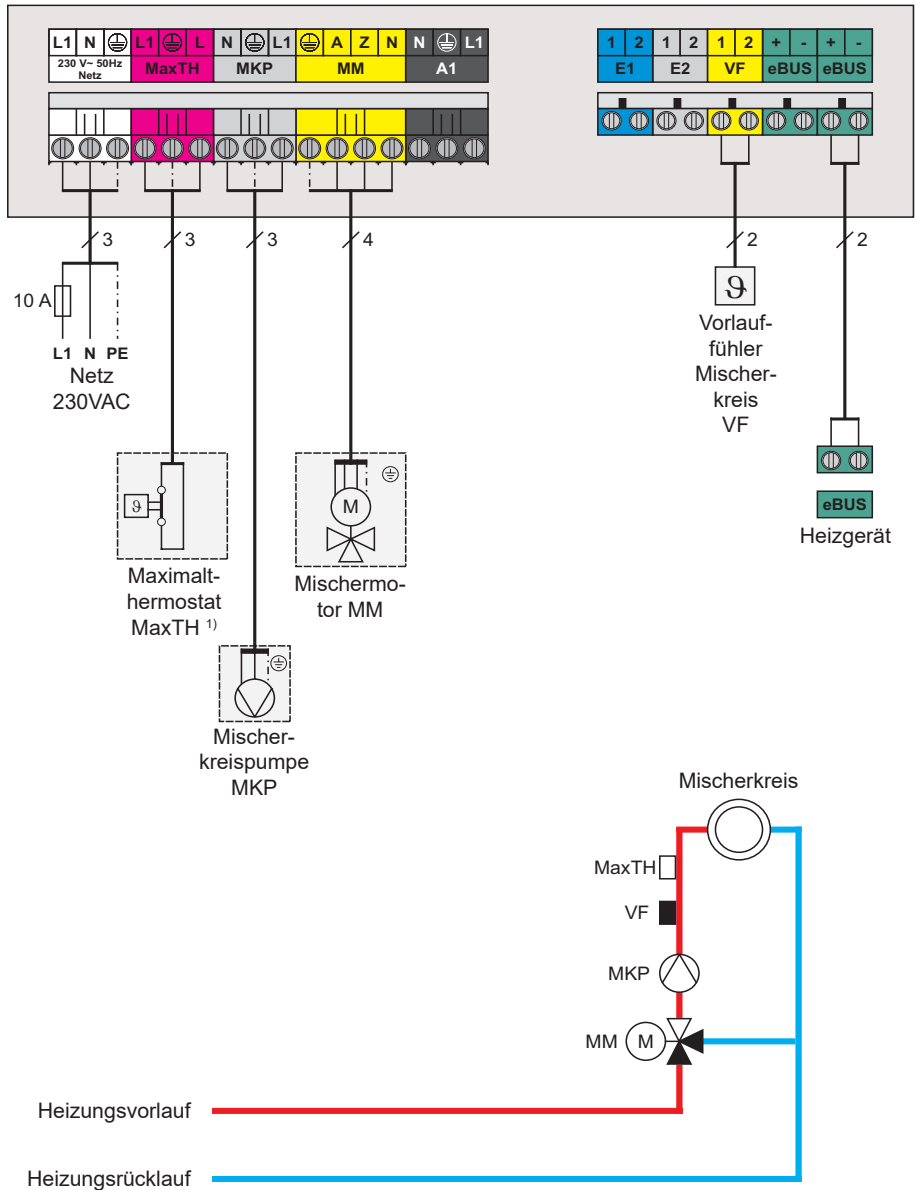 L1 N L1 L N L1 A Z N N L1
230 V~ 50Hz
Netz
MaxTH MKP MM A1
1 2 1 2 1 2 + - + -
E1 E2 VF eBUS eBUS
3 3 3 4 2 2
10 A
L1 N PE
Netz
230VAC
ϑ
Vorlauf-
fühler
Mischer-
kreis
VF
eBUS
Heizgerät
ϑ
Maximalt-
hermostat
MaxTH 1)
M
Mischermo-
tor MM
Mischer-
kreispumpe
MKP
Mischerkreis
MaxTH
VF
MKP
MM M
Heizungsvorlauf
Heizungsrücklauf